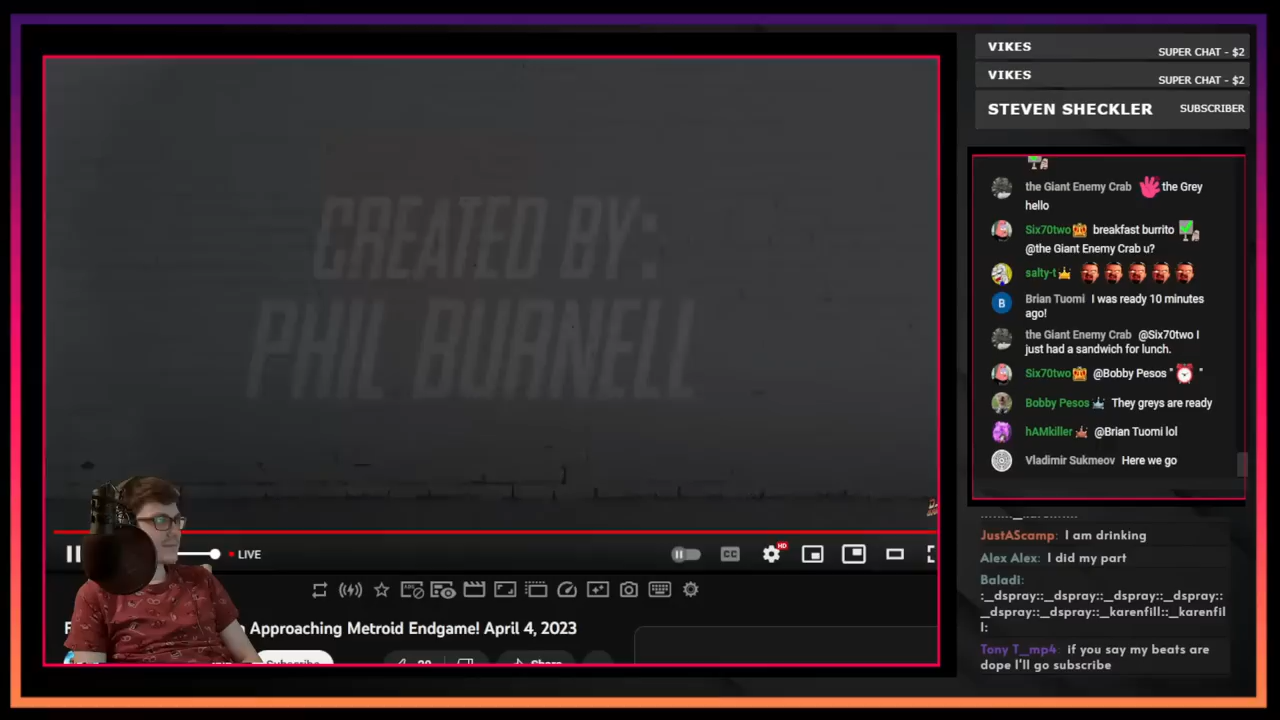 VIKES SUPER CHAT - $2
VIKES SUPER CHAT - $2
STEVEN SHECKLER SUBSCRIBER
CREATED BY:
PHIL BURNELL
the Giant Enemy Crab the Grey
hello
Six70two breakfast burrito
@the Giant Enemy Crab u?
salty-t
B Brian Tuomi I was ready 10 minutes
ago!
the Giant Enemy Crab @Six70two I
just had a sandwich for lunch.
Six70two @Bobby Pesos " "
Bobby Pesos They greys are ready
hAMkiller @Brian Tuomi lol
Vladimir Sukmeov Here we go
LIVE
CC
HD
Approaching Metroid Endgame! April 4, 2023
Subscribe
20
Share
JustAScamp: I am drinking
Alex Alex: I did my part
Baladi:
:_dspray::_dspray::_dspray::_dspray::
_dspray::_dspray::_karenfill::_karenfil
l:
Tony T_mp4: if you say my beats are
dope I'll go subscribe